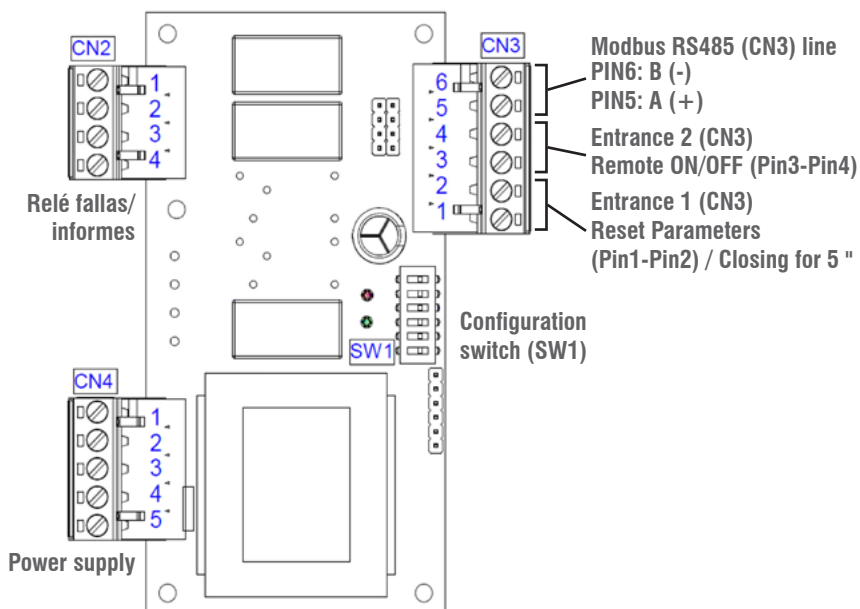 CN2
1
2
3
4
Relé fallas/
informes
CN3
6
5
4
3
2
1
Modbus RS485 (CN3) line
PIN6: B (-)
PIN5: A (+)
Entrance 2 (CN3)
Remote ON/OFF (Pin3-Pin4)
Entrance 1 (CN3)
Reset Parameters
(Pin1-Pin2) / Closing for 5 "
SW1
Configuration
switch (SW1)
CN4
1
2
3
4
5
Power supply